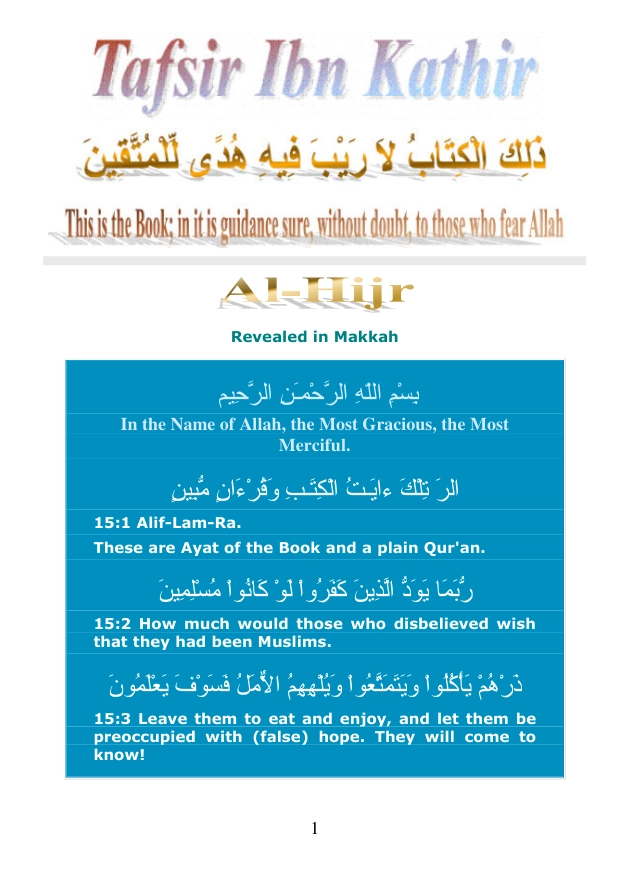 Tafsir Ibn Kathir
ذَلِكَ الْكِتَابُ لاَ رَيْبَ فِيهِ هُدًى لِّلْمُتَّقِينَ
This is the Book; in it is guidance sure, without doubt, to those who fear Allah
Al-Hijr
Revealed in Makkah
بِسْمِ اللَّهِ الرَّحْمَـنِ الرَّحِيمِ
In the Name of Allah, the Most Gracious, the Most
Merciful.
الرَ تِلْكَ ءايَـتُ الْكِتَـبِ وَقُرْءَانٍ مُّبِينٍ
15:1 Alif-Lam-Ra.
These are Ayat of the Book and a plain Qur'an.
رُّبَمَا يَوَدُّ الَّذِينَ كَفَرُواْ لَوْ كَانُواْ مُسْلِمِينَ
15:2 How much would those who disbelieved wish
that they had been Muslims.
ذَرْهُمْ يَأْكُلُواْ وَيَتَمَتَّعُواْ وَيُلْهِهِمُ الاٌّمَلُ فَسَوْفَ يَعْلَمُونَ
15:3 Leave them to eat and enjoy, and let them be
preoccupied with (false) hope. They will come to
know!
1